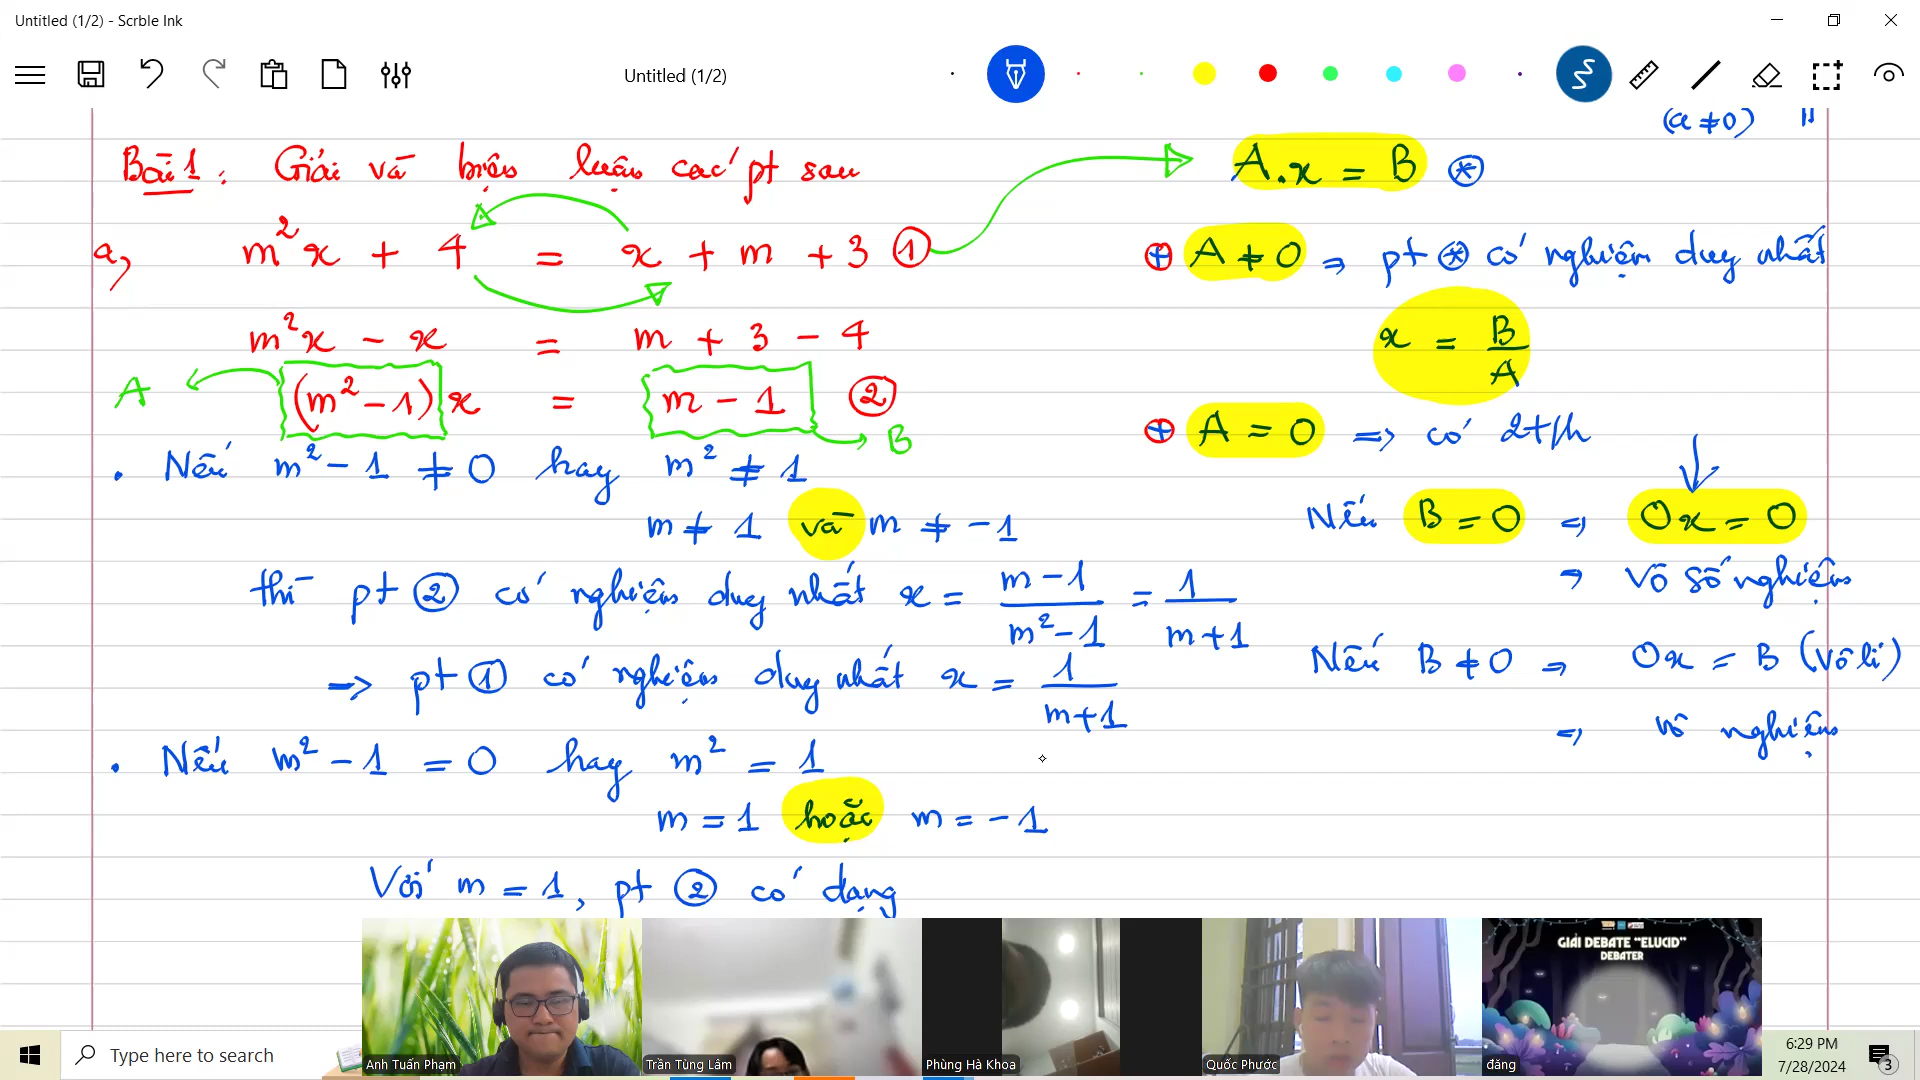 Untitled (1/2) - Scrble Ink
Untitled (1/2)
(a ≠ 0)
Bài 1: Giải và biện luận các pt sau
a, m²x + 4 = x + m + 3 ①
m²x - x = m + 3 - 4
A (m² - 1)x = m - 1 ② B
• Nếu m² - 1 ≠ 0 hay m² ≠ 1
m ≠ 1 và m ≠ -1
thì pt ② có nghiệm duy nhất x = (m - 1)/(m² - 1) = 1/(m + 1)
=> pt ① có nghiệm duy nhất x = 1/(m + 1)
• Nếu m² - 1 = 0 hay m² = 1
m = 1 hoặc m = -1
Với m = 1, pt ② có dạng
A.x = B (*)
+ A ≠ 0 => pt (*) có nghiệm duy nhất
x = B/A
+ A = 0 => có 2 t/h
Nếu B = 0 => 0x = 0
=> vô số nghiệm
Nếu B ≠ 0 => 0x = B (vô lí)
=> vô nghiệm
Anh Tuấn Phạm
Trần Tùng Lâm
Phùng Hà Khoa
Quốc Phước
GIẢI DEBATE "ELUCID"
DEBATER
đăng
Type here to search
6:29 PM
7/28/2024
3